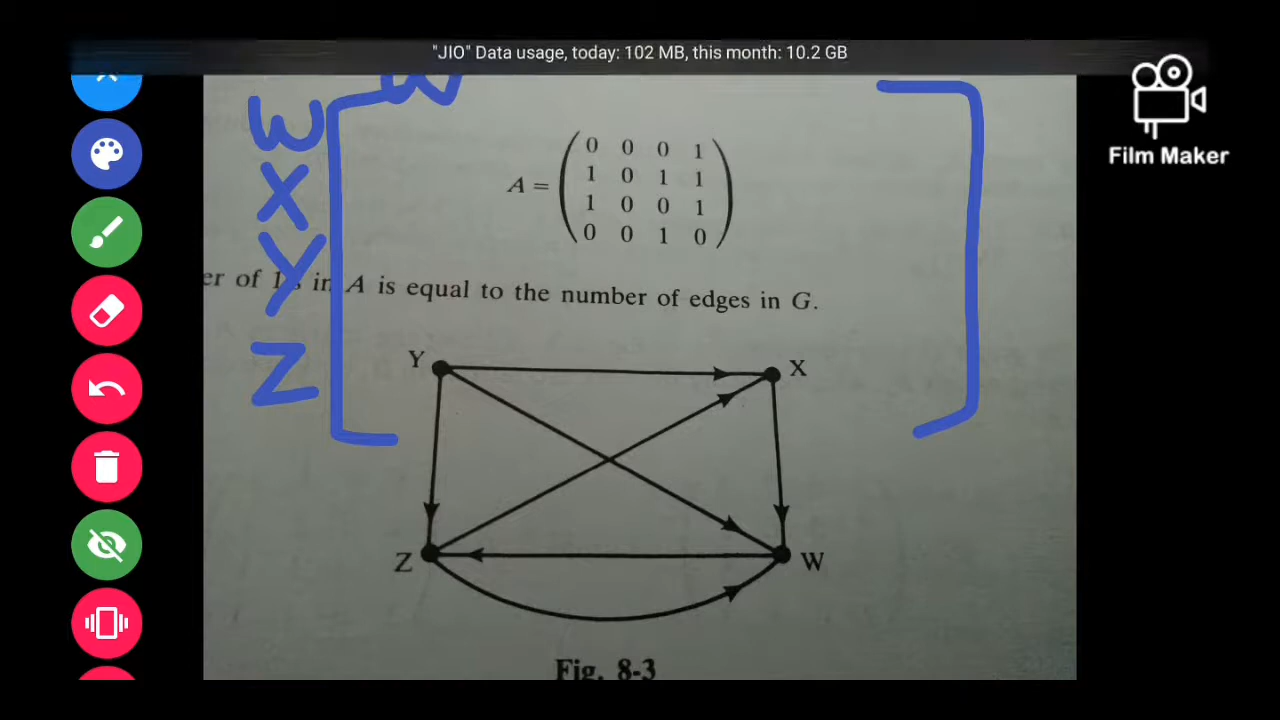 "JIO" Data usage, today: 102 MB, this month: 10.2 GB
Film Maker
W
W
X
Y
Z
A =
0 0 0 1
1 0 1 1
1 0 0 1
0 0 1 0
er of 1's in A is equal to the number of edges in G.
Y
X
Z
W
Fig. 8-3